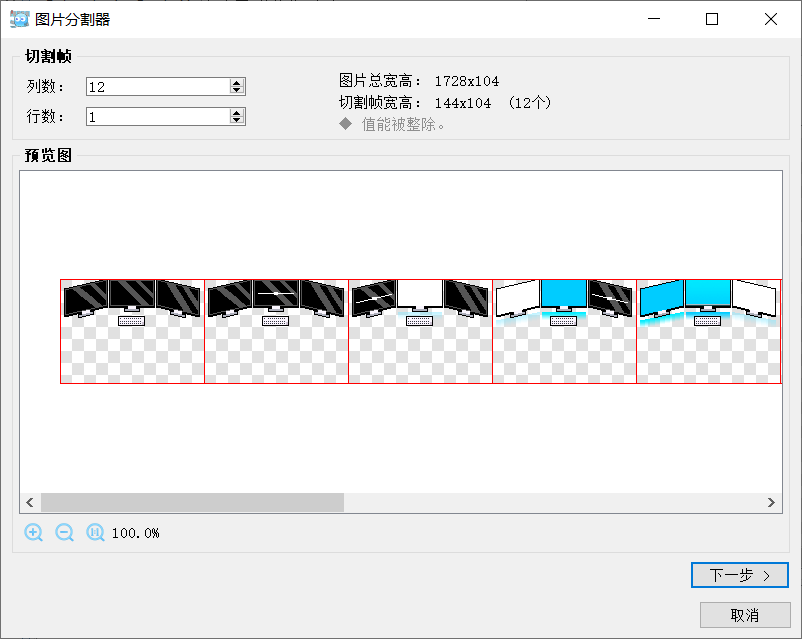 图片分割器
切割帧
列数： 12
行数： 1
图片总宽高： 1728x104
切割帧宽高： 144x104 （12个）
◆ 值能被整除。
预览图
100.0%
下一步 >
取消